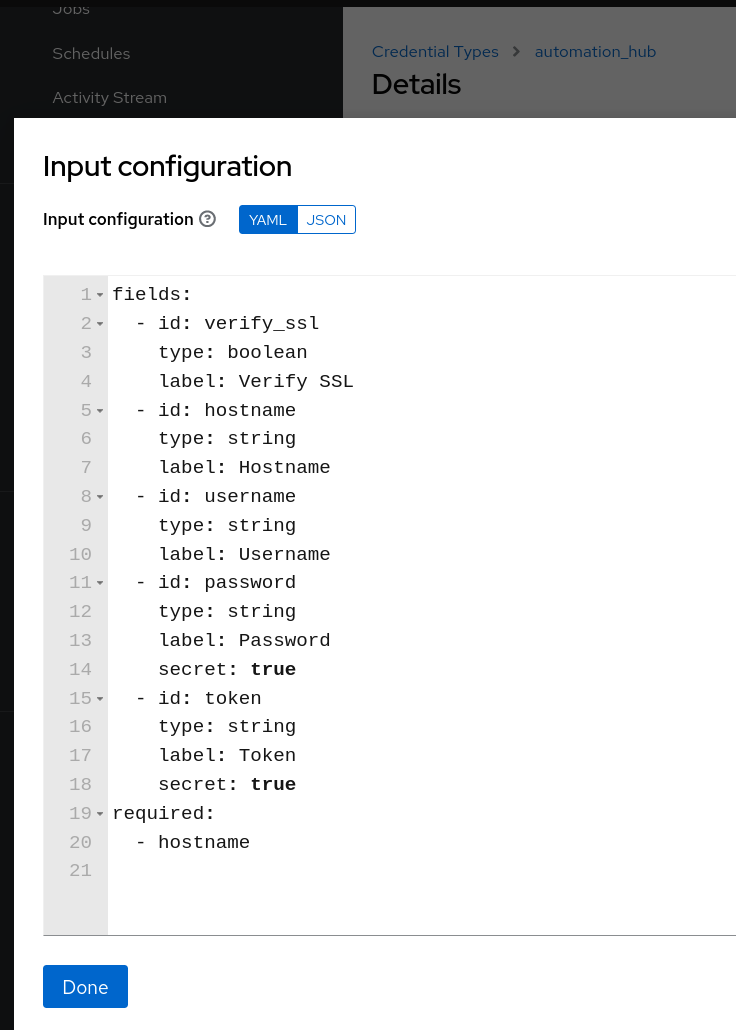 Jobs
Schedules
Activity Stream
Credential Types > automation_hub
Details
Input configuration
Input configuration ? YAML JSON
1 fields:
2   - id: verify_ssl
3     type: boolean
4     label: Verify SSL
5   - id: hostname
6     type: string
7     label: Hostname
8   - id: username
9     type: string
10     label: Username
11   - id: password
12     type: string
13     label: Password
14     secret: true
15   - id: token
16     type: string
17     label: Token
18     secret: true
19 required:
20   - hostname
21
Done